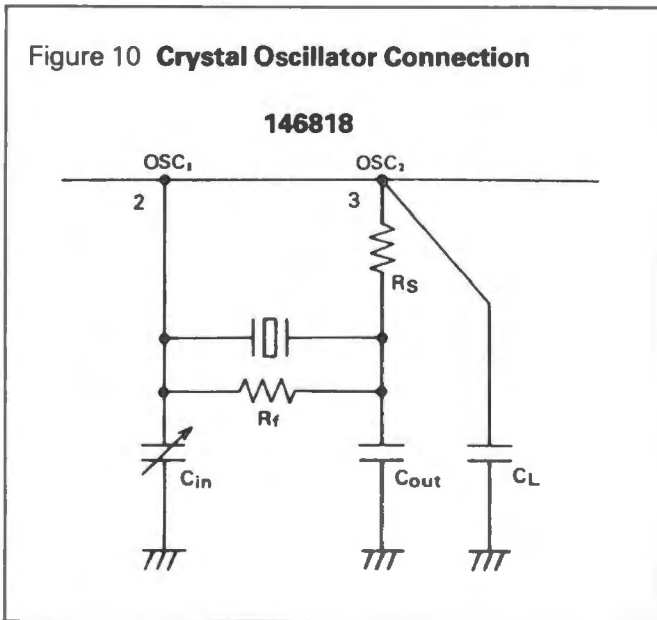 Figure 10 Crystal Oscillator Connection
146818
OSC₁ OSC₂
2 3
RS
Rf
Cin Cout CL